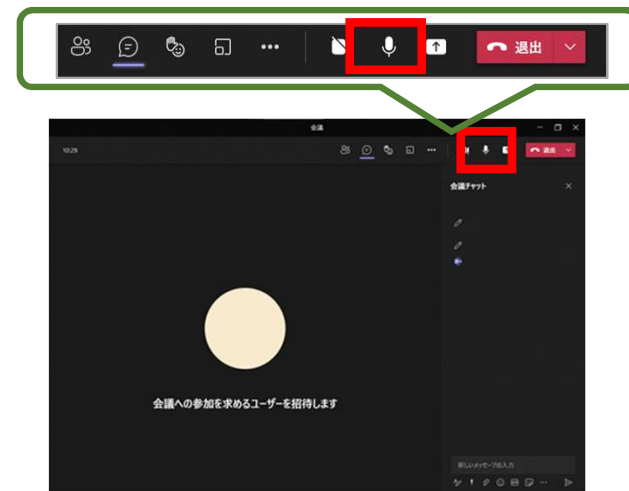 退出
会議
10:29
退出
会議チャット
会議への参加を求めるユーザーを招待します
新しいメッセージの入力